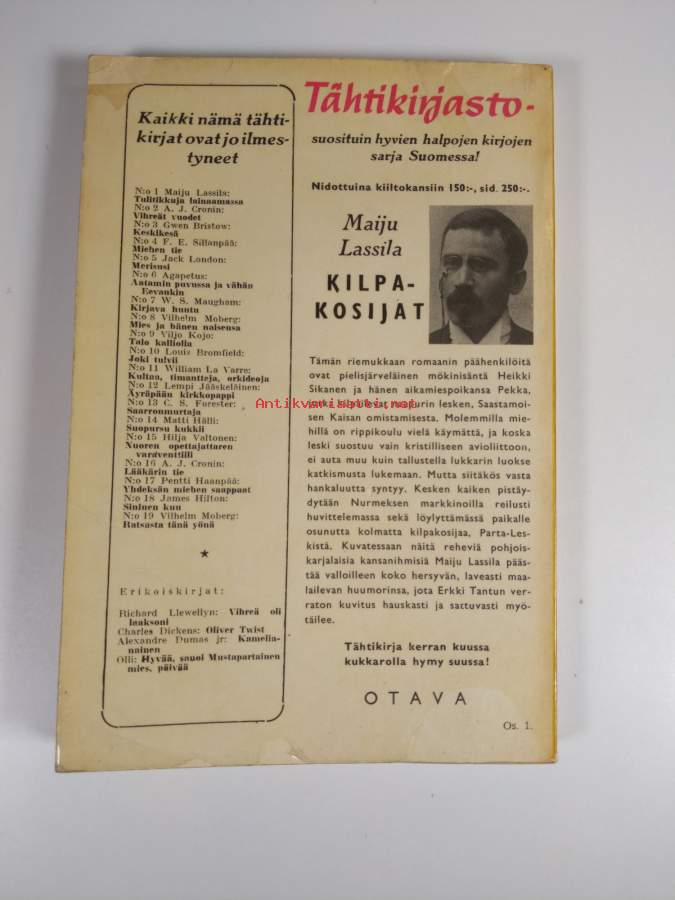 Kaikki nämä tähti-
kirjat ovat jo ilmes-
tyneet
N:o 1 Maiju Lassila:
Tulitikkuja lainaamassa
N:o 2 A. J. Cronin:
Vihreät vuodet
N:o 3 Gwen Bristow:
Keskikesä
N:o 4 F. E. Sillanpää:
Miehen tie
N:o 5 Jack London:
Merisusi
N:o 6 Agapetus:
Aatamin puvussa ja vähän
Eevankin
N:o 7 W. S. Maugham:
Kirjava huntu
N:o 8 Vilhelm Moberg:
Mies ja hänen naisensa
N:o 9 Viljo Kojo:
Talo kalliolla
N:o 10 Louis Bromfield:
Joki tulvii
N:o 11 William La Varre:
Kultaa, timantteja, orkideoja
N:o 12 Lempi Jääskeläinen:
Äyräpään kirkkopappi
N:o 13 C. S. Forester:
Saarronmurtaja
N:o 14 Matti Hälli:
Suopursu kukkii
N:o 15 Hilja Valtonen:
Nuoren opettajattaren
varaventtiili
N:o 16 A. J. Cronin:
Lääkärin tie
N:o 17 Pentti Haanpää:
Yhdeksän miehen saappaat
N:o 18 James Hilton:
Sininen kuu
N:o 19 Vilhelm Moberg:
Ratsasta tänä yönä
Erikoiskirjat:
Richard Llewellyn: Vihreä oli
laaksoni
Charles Dickens: Oliver Twist
Alexandre Dumas jr: Kamelia-
nainen
Olli: Hyvää, sanoi Mustapartainen
mies, päivää
Tähtikirjasto-
suosituin hyvien halpojen kirjojen
sarja Suomessa!
Nidottuina kiiltokansiin 150:-, sid. 250:-.
Maiju
Lassila
KILPA-
KOSIJAT
Tämän riemukkaan romaanin päähenkilöitä
ovat pielisjärveläinen mökinisäntä Heikki
Sikanen ja hänen aikamiespoikansa Pekka,
jotka kilpailevat naapurin lesken, Saastamoi-
sen Kaisan omistamisesta. Molemmilla mie-
hillä on rippikoulu vielä käymättä, ja koska
leski suostuu vain kristilliseen avioliittoon,
ei auta muu kuin tallustella lukkarin luokse
katkismusta lukemaan. Mutta siitäkös vasta
hankaluutta syntyy. Kesken kaiken pistäy-
dytään Nurmeksen markkinoilla reilusti
huvittelemassa sekä löylyttämässä paikalle
osunutta kolmatta kilpakosijaa, Parta-Les-
kistä. Kuvatessaan näitä reheviä pohjois-
karjalaisia kansanihmisiä Maiju Lassila pääs-
tää valloilleen koko hersyvän, laveasti maa-
lailevan huumorinsa, jota Erkki Tantun ver-
raton kuvitus hauskasti ja sattuvasti myö-
täilee.
Tähtikirja kerran kuussa
kukkarolla hymy suussa!
OTAVA
Os. 1.
Antikvariaatti.net